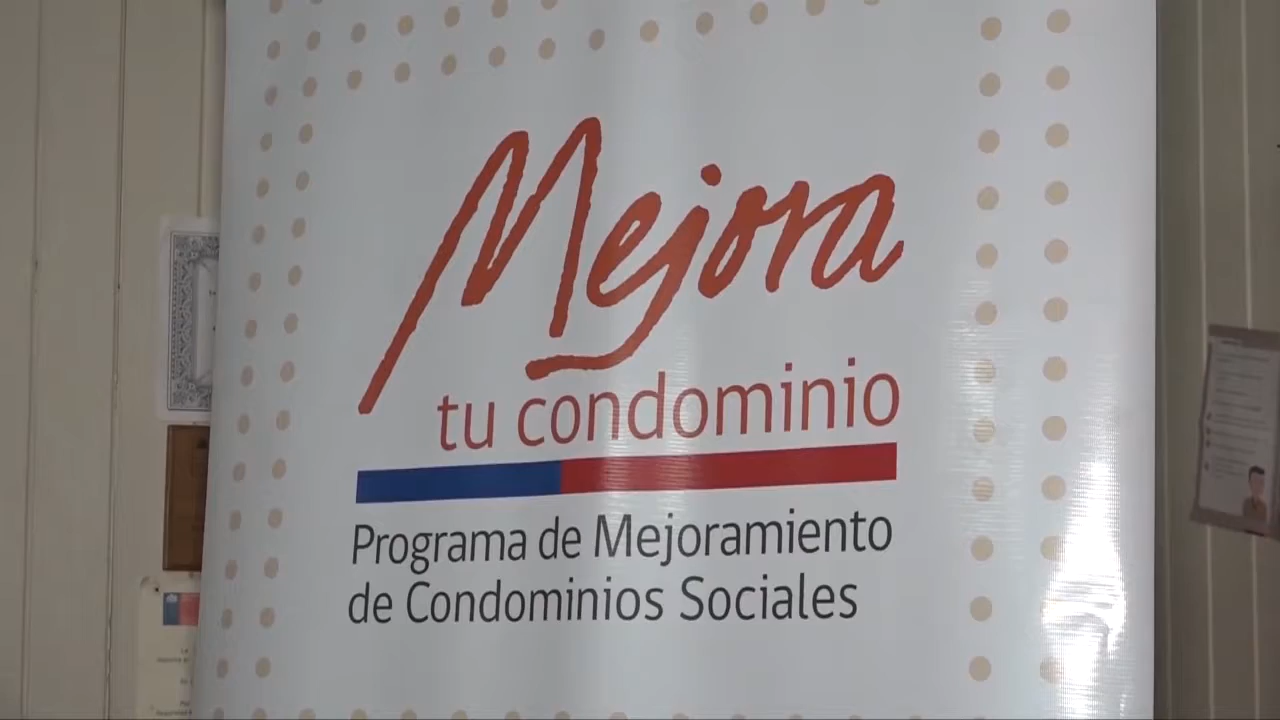 Mejora
tu condominio
Programa de Mejoramiento
de Condominios Sociales